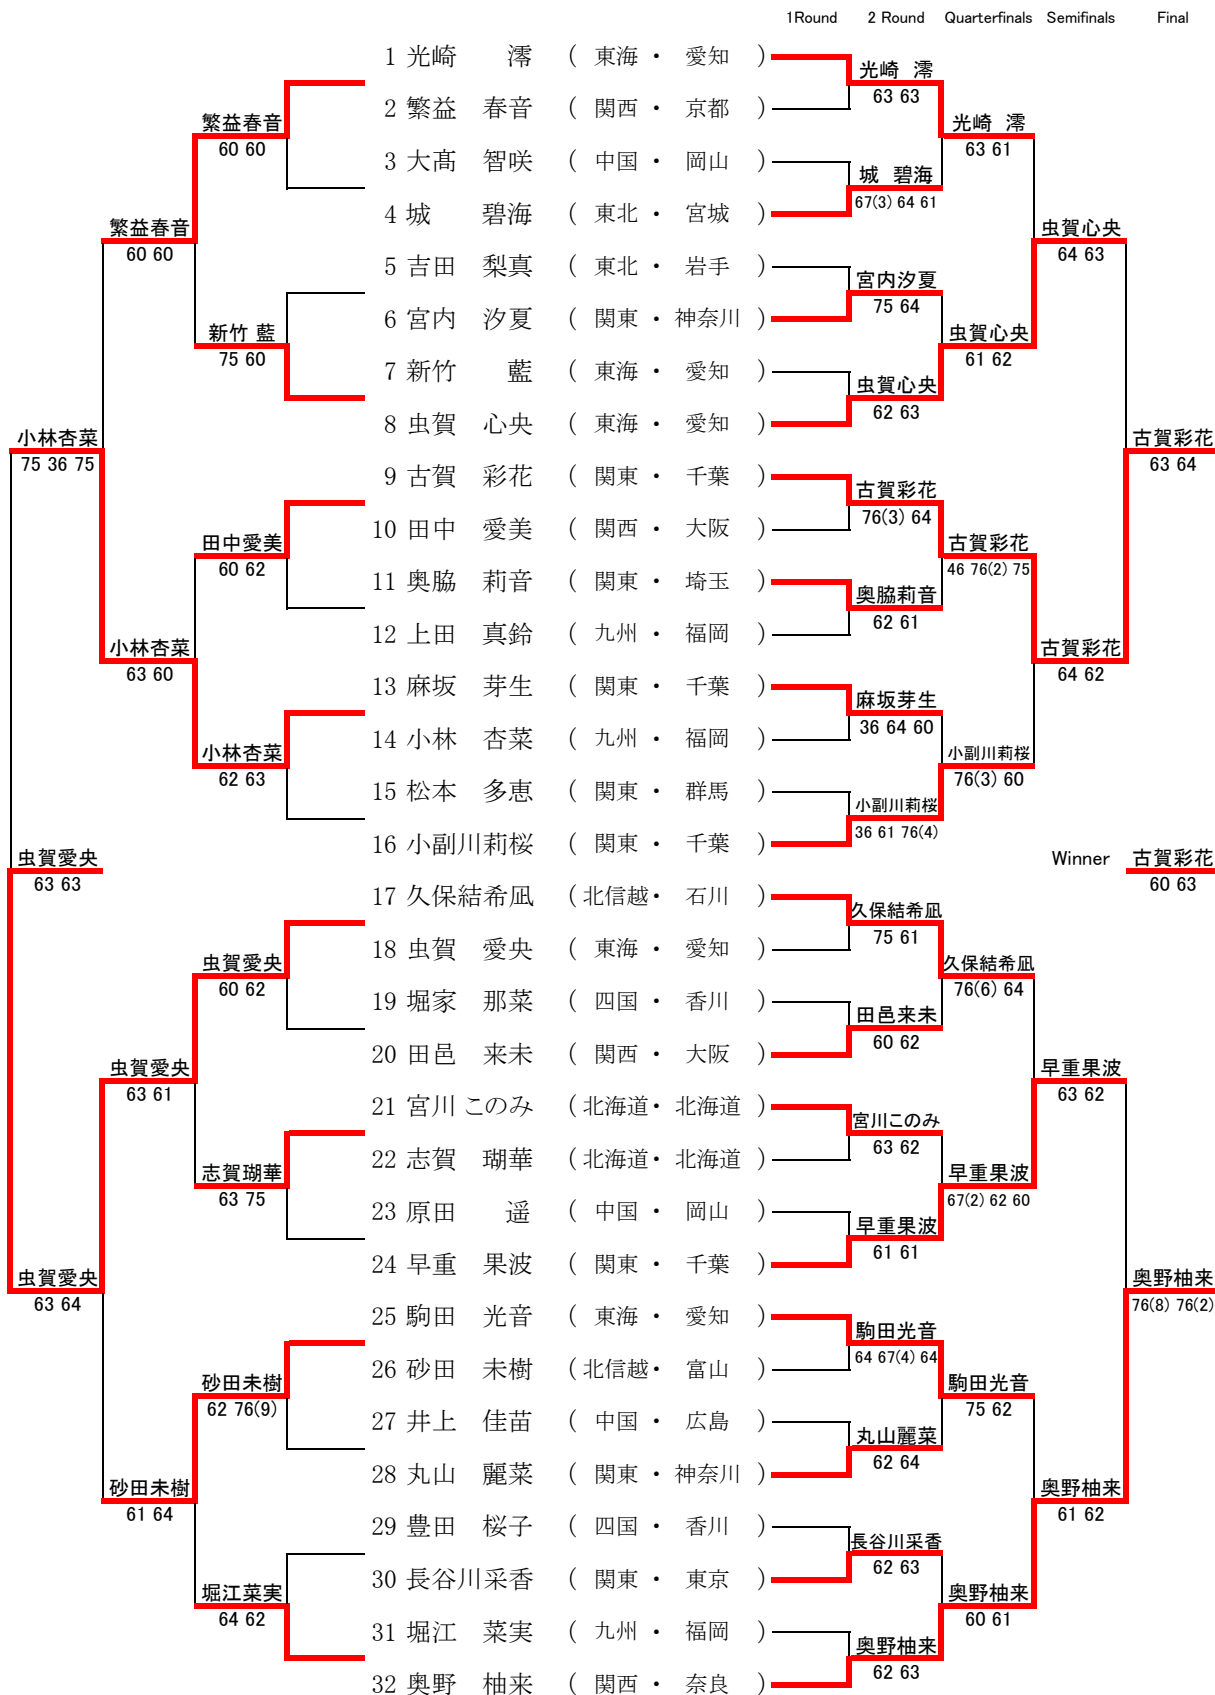 1Round 2 Round Quarterfinals Semifinals Final
1 光崎 澪 ( 東海 ・ 愛知 )
光崎 澪
63 63
2 繁益 春音 ( 関西 ・ 京都 )
繁益春音
60 60
光崎 澪
63 61
3 大髙 智咲 ( 中国 ・ 岡山 )
城 碧海
67(3) 64 61
4 城 碧海 ( 東北 ・ 宮城 )
繁益春音
60 60
虫賀心央
64 63
5 吉田 梨真 ( 東北 ・ 岩手 )
宮内汐夏
75 64
6 宮内 汐夏 ( 関東 ・ 神奈川 )
新竹 藍
75 60
虫賀心央
61 62
7 新竹 藍 ( 東海 ・ 愛知 )
虫賀心央
62 63
8 虫賀 心央 ( 東海 ・ 愛知 )
小林杏菜
75 36 75
古賀彩花
63 64
9 古賀 彩花 ( 関東 ・ 千葉 )
古賀彩花
76(3) 64
10 田中 愛美 ( 関西 ・ 大阪 )
田中愛美
60 62
古賀彩花
46 76(2) 75
11 奥脇 莉音 ( 関東 ・ 埼玉 )
奥脇莉音
62 61
12 上田 真鈴 ( 九州 ・ 福岡 )
小林杏菜
63 60
古賀彩花
64 62
13 麻坂 芽生 ( 関東 ・ 千葉 )
麻坂芽生
36 64 60
14 小林 杏菜 ( 九州 ・ 福岡 )
小林杏菜
62 63
小副川莉桜
76(3) 60
15 松本 多恵 ( 関東 ・ 群馬 )
小副川莉桜
36 61 76(4)
16 小副川莉桜 ( 関東 ・ 千葉 )
虫賀愛央
63 63
Winner 古賀彩花
60 63
17 久保結希凪 (北信越・ 石川 )
久保結希凪
75 61
18 虫賀 愛央 ( 東海 ・ 愛知 )
虫賀愛央
60 62
久保結希凪
76(6) 64
19 堀家 那菜 ( 四国 ・ 香川 )
田邑来未
60 62
20 田邑 来未 ( 関西 ・ 大阪 )
虫賀愛央
63 61
早重果波
63 62
21 宮川 このみ (北海道・ 北海道 )
宮川このみ
63 62
22 志賀 瑚華 (北海道・ 北海道 )
志賀瑚華
63 75
早重果波
67(2) 62 60
23 原田 遥 ( 中国 ・ 岡山 )
早重果波
61 61
24 早重 果波 ( 関東 ・ 千葉 )
虫賀愛央
63 64
奥野柚来
76(8) 76(2)
25 駒田 光音 ( 東海 ・ 愛知 )
駒田光音
64 67(4) 64
26 砂田 未樹 (北信越・ 富山 )
砂田未樹
62 76(9)
駒田光音
75 62
27 井上 佳苗 ( 中国 ・ 広島 )
丸山麗菜
62 64
28 丸山 麗菜 ( 関東 ・ 神奈川 )
砂田未樹
61 64
奥野柚来
61 62
29 豊田 桜子 ( 四国 ・ 香川 )
長谷川采香
62 63
30 長谷川采香 ( 関東 ・ 東京 )
堀江菜実
64 62
奥野柚来
60 61
31 堀江 菜実 ( 九州 ・ 福岡 )
奥野柚来
62 63
32 奥野 柚来 ( 関西 ・ 奈良 )